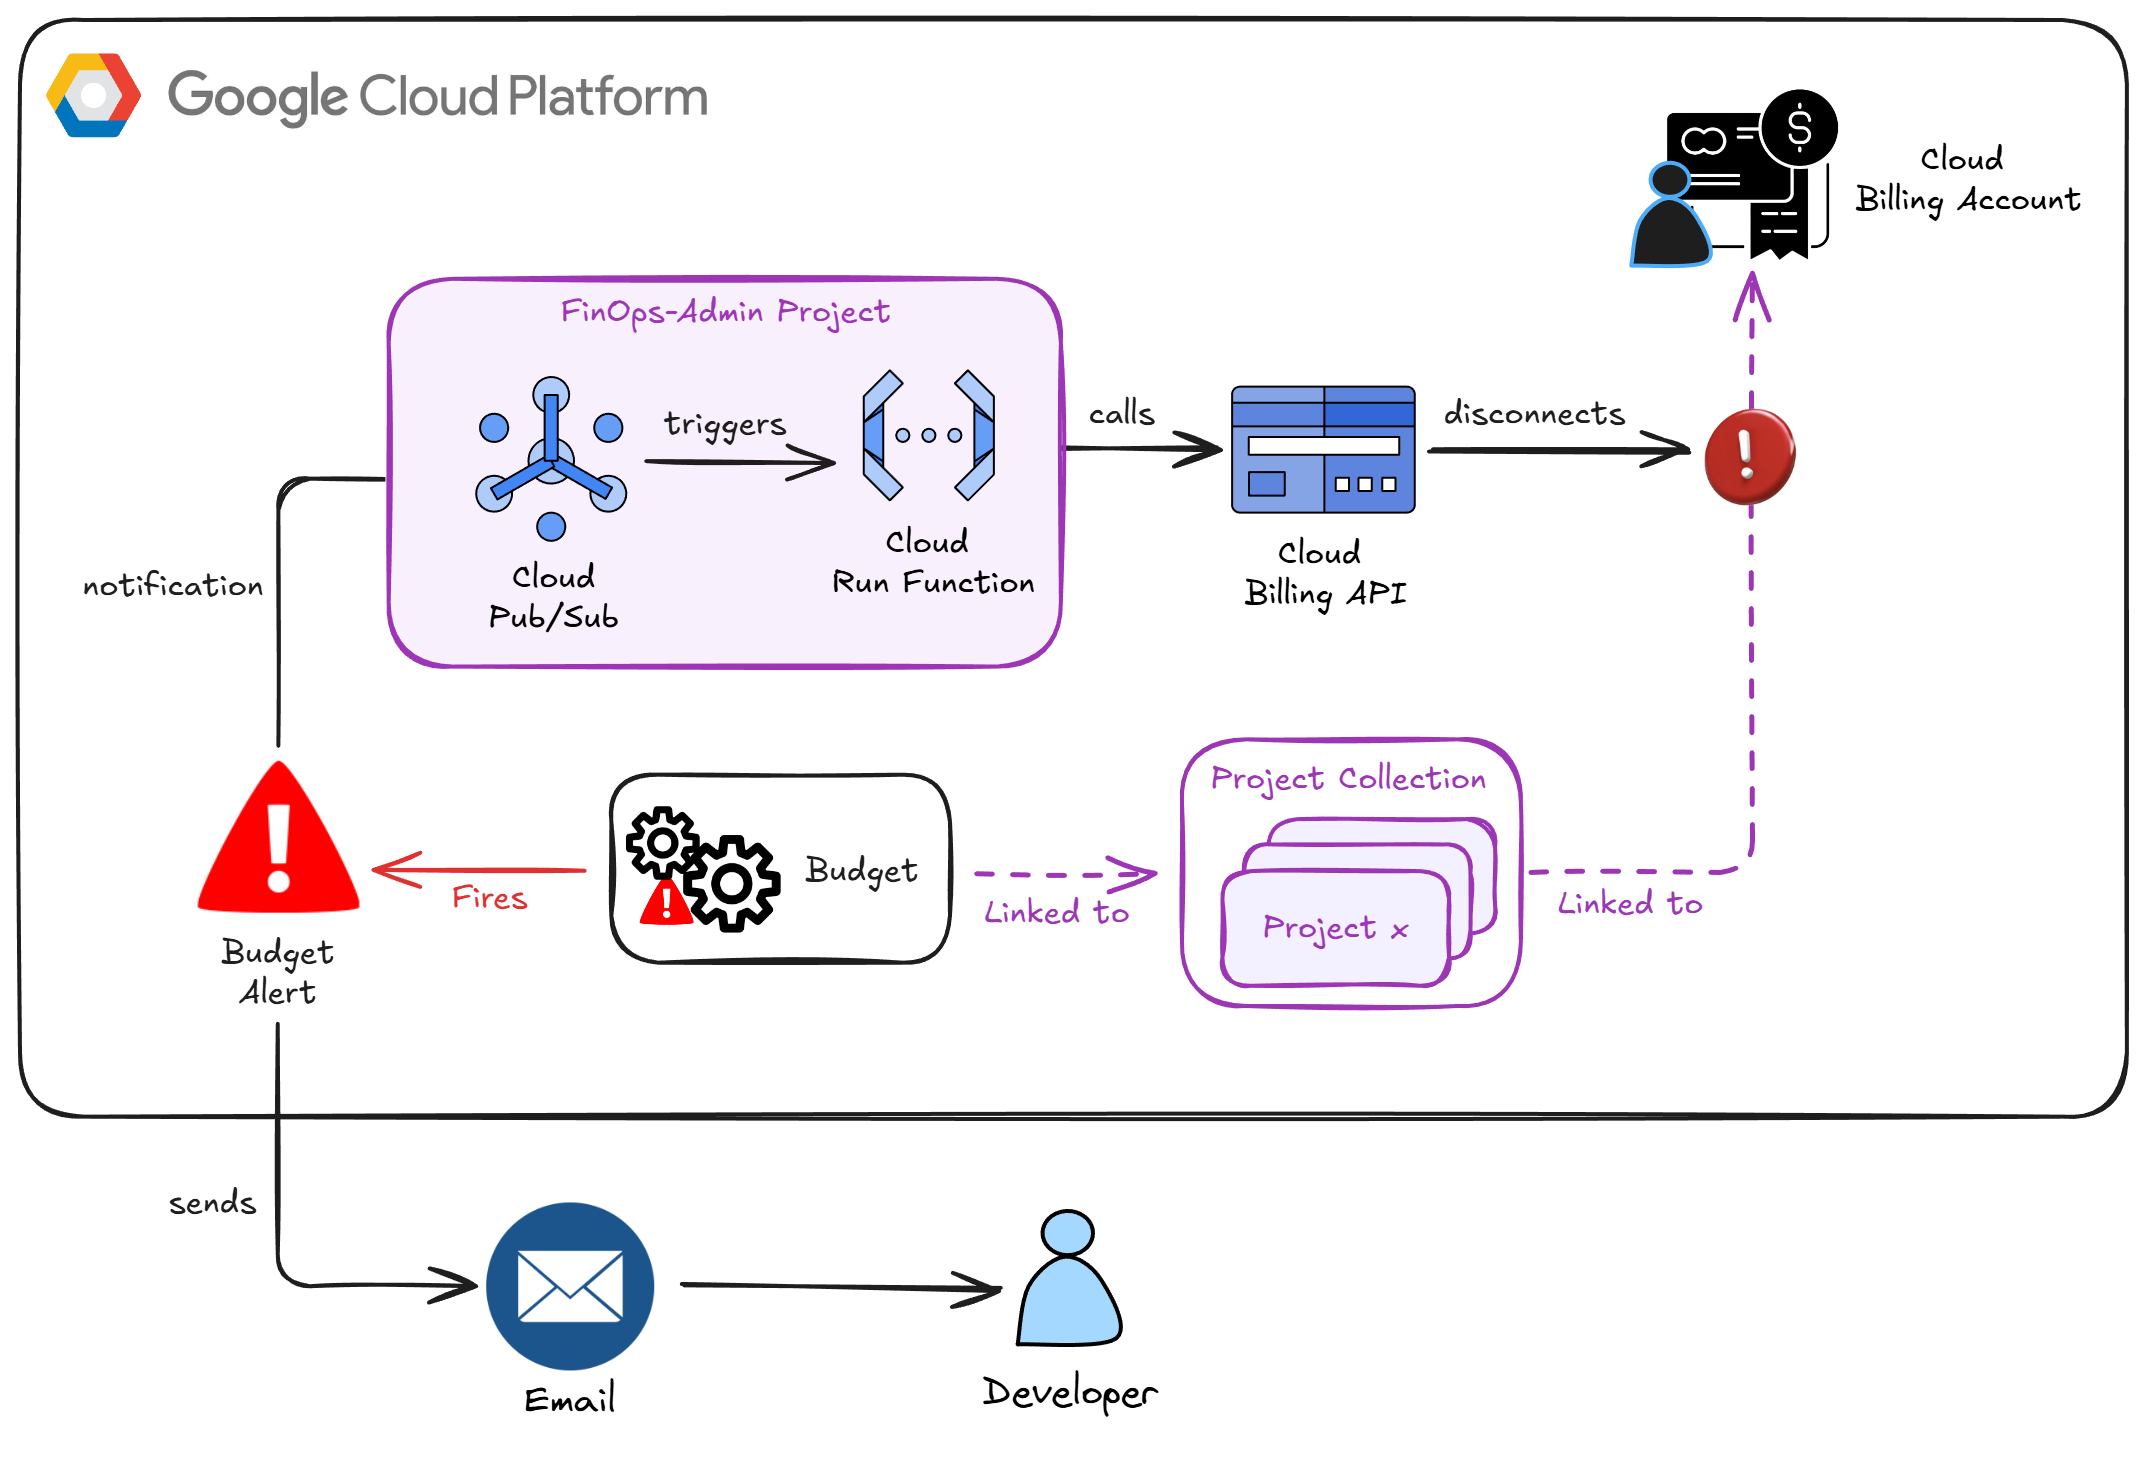 Google Cloud Platform
Cloud
Billing Account
FinOps-Admin Project
triggers
calls
disconnects
Cloud
Pub/Sub
Cloud
Run Function
Cloud
Billing API
notification
Project Collection
Project x
Budget
Fires
Linked to
Linked to
Budget
Alert
sends
Email
Developer